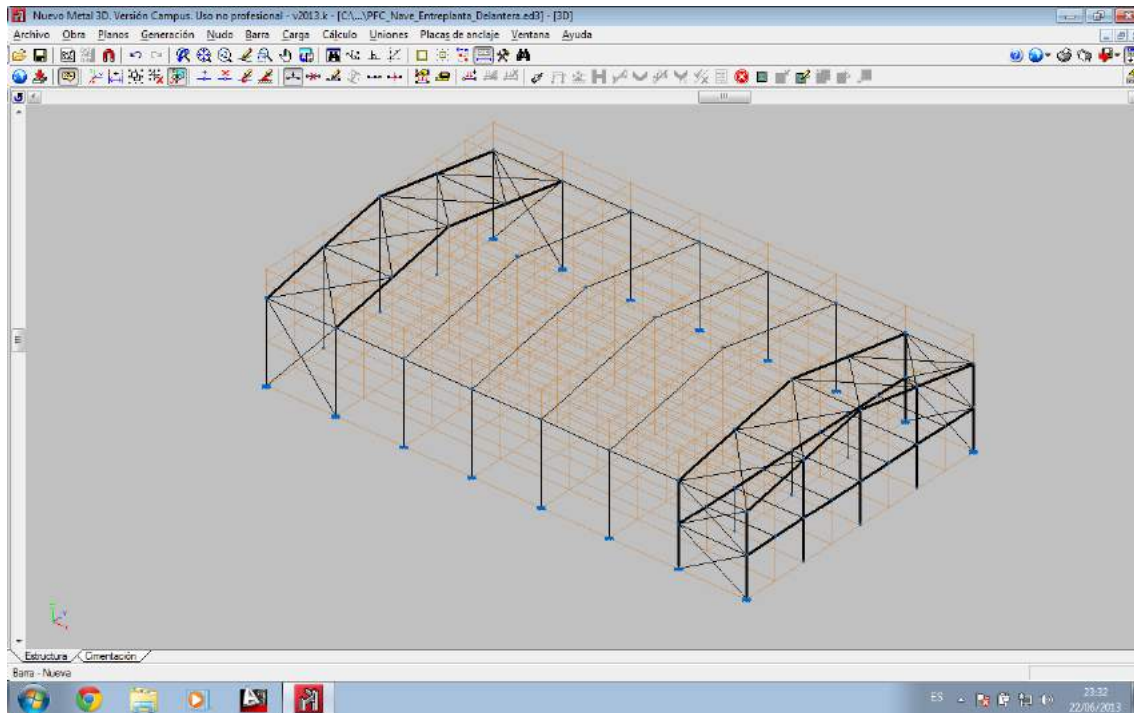 Nuevo Metal 3D. Versión Campus. Uso no profesional - v2013.k - [C:\...\PFC_Nave_Entreplanta_Delantera.ed3] - [3D]
Archivo Obra Planos Generación Nudo Barra Carga Cálculo Uniones Placas de anclaje Ventana Ayuda
Estructura Cimentación
Barra - Nueva
ES 23:32
22/06/2013